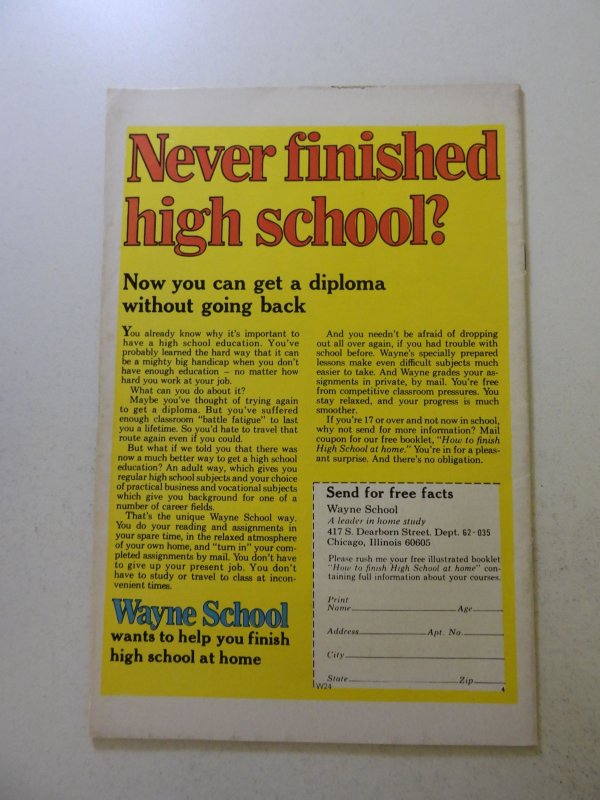 Never finished
high school?
Now you can get a diploma
without going back
You already know why it's important to
have a high school education. You've
probably learned the hard way that it can
be a mighty big handicap when you don't
have enough education – no matter how
hard you work at your job.
What can you do about it?
Maybe you've thought of trying again
to get a diploma. But you've suffered
enough classroom "battle fatigue" to last
you a lifetime. So you'd hate to travel that
route again even if you could.
But what if we told you that there was
now a much better way to get a high school
education? An adult way, which gives you
regular high school subjects and your choice
of practical business and vocational subjects
which give you background for one of a
number of career fields.
That's the unique Wayne School way.
You do your reading and assignments in
your spare time, in the relaxed atmosphere
of your own home, and "turn in" your com-
pleted assignments by mail. You don't have
to give up your present job. You don't
have to study or travel to class at incon-
venient times.
Wayne School
wants to help you finish
high school at home
And you needn't be afraid of dropping
out all over again, if you had trouble with
school before. Wayne's specially prepared
lessons make even difficult subjects much
easier to take. And Wayne grades your as-
signments in private, by mail. You're free
from competitive classroom pressures. You
stay relaxed, and your progress is much
smoother.
If you're 17 or over and not now in school,
why not send for more information? Mail
coupon for our free booklet, "How to finish
High School at home." You're in for a pleas-
ant surprise. And there's no obligation.
Send for free facts
Wayne School
A leader in home study
417 S. Dearborn Street, Dept. 62-035
Chicago, Illinois 60605
Please rush me your free illustrated booklet
"How to finish High School at home" con-
taining full information about your courses.
Print
Name Age
Address Apt. No.
City
State Zip
W24 4